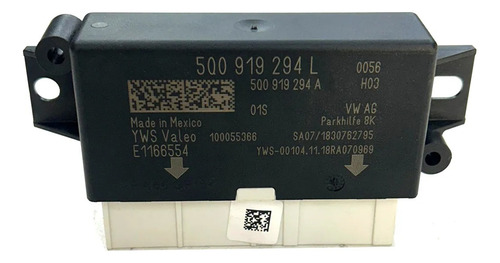 5Q0 919 294 L 0056
5Q0 919 294 A H03
01S VW AG
Made in Mexico Parkhilfe 8K
YWS Valeo 100055366 SA07/1830782795
E1166554 YWS-00104.11.18RA070969